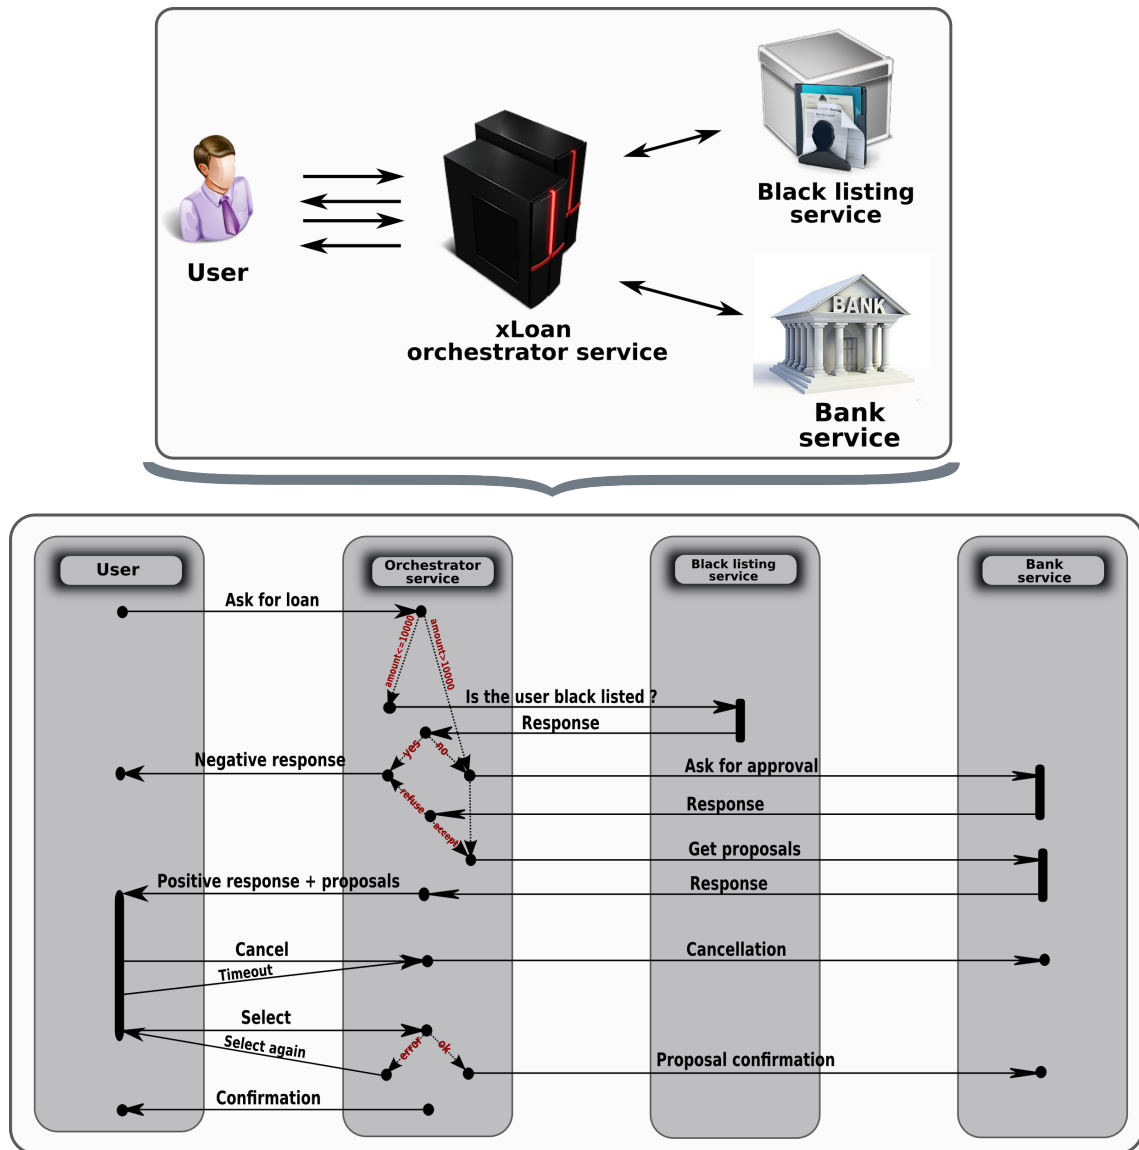 BANK
Black listing
service
User
xLoan
orchestrator service
Bank
service
User
Orchestrator
service
Black listing
service
Bank
service
Ask for loan
amount<=10000
amount>10000
Is the user black listed ?
Response
yes
no
Negative response
Ask for approval
refuse
accept
Response
Get proposals
Positive response + proposals
Response
Cancel
Cancellation
Timeout
Select
Select again
error
ok
Proposal confirmation
Confirmation